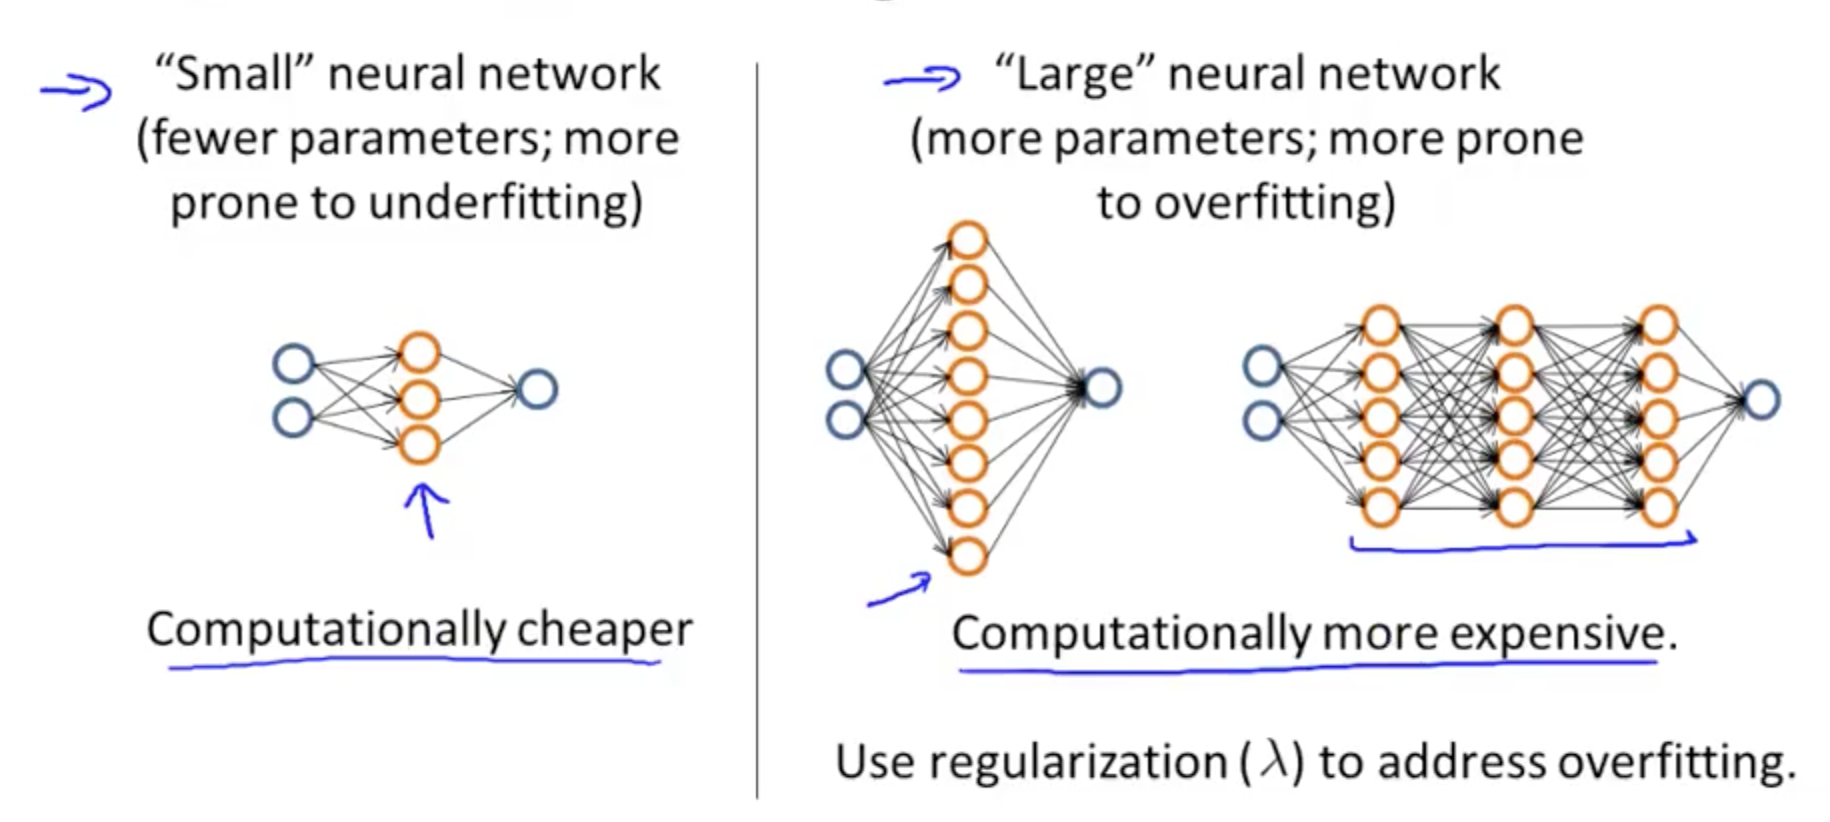 “Small” neural network
(fewer parameters; more
prone to underfitting)
Computationally cheaper
“Large” neural network
(more parameters; more prone
to overfitting)
Computationally more expensive.
Use regularization (λ) to address overfitting.